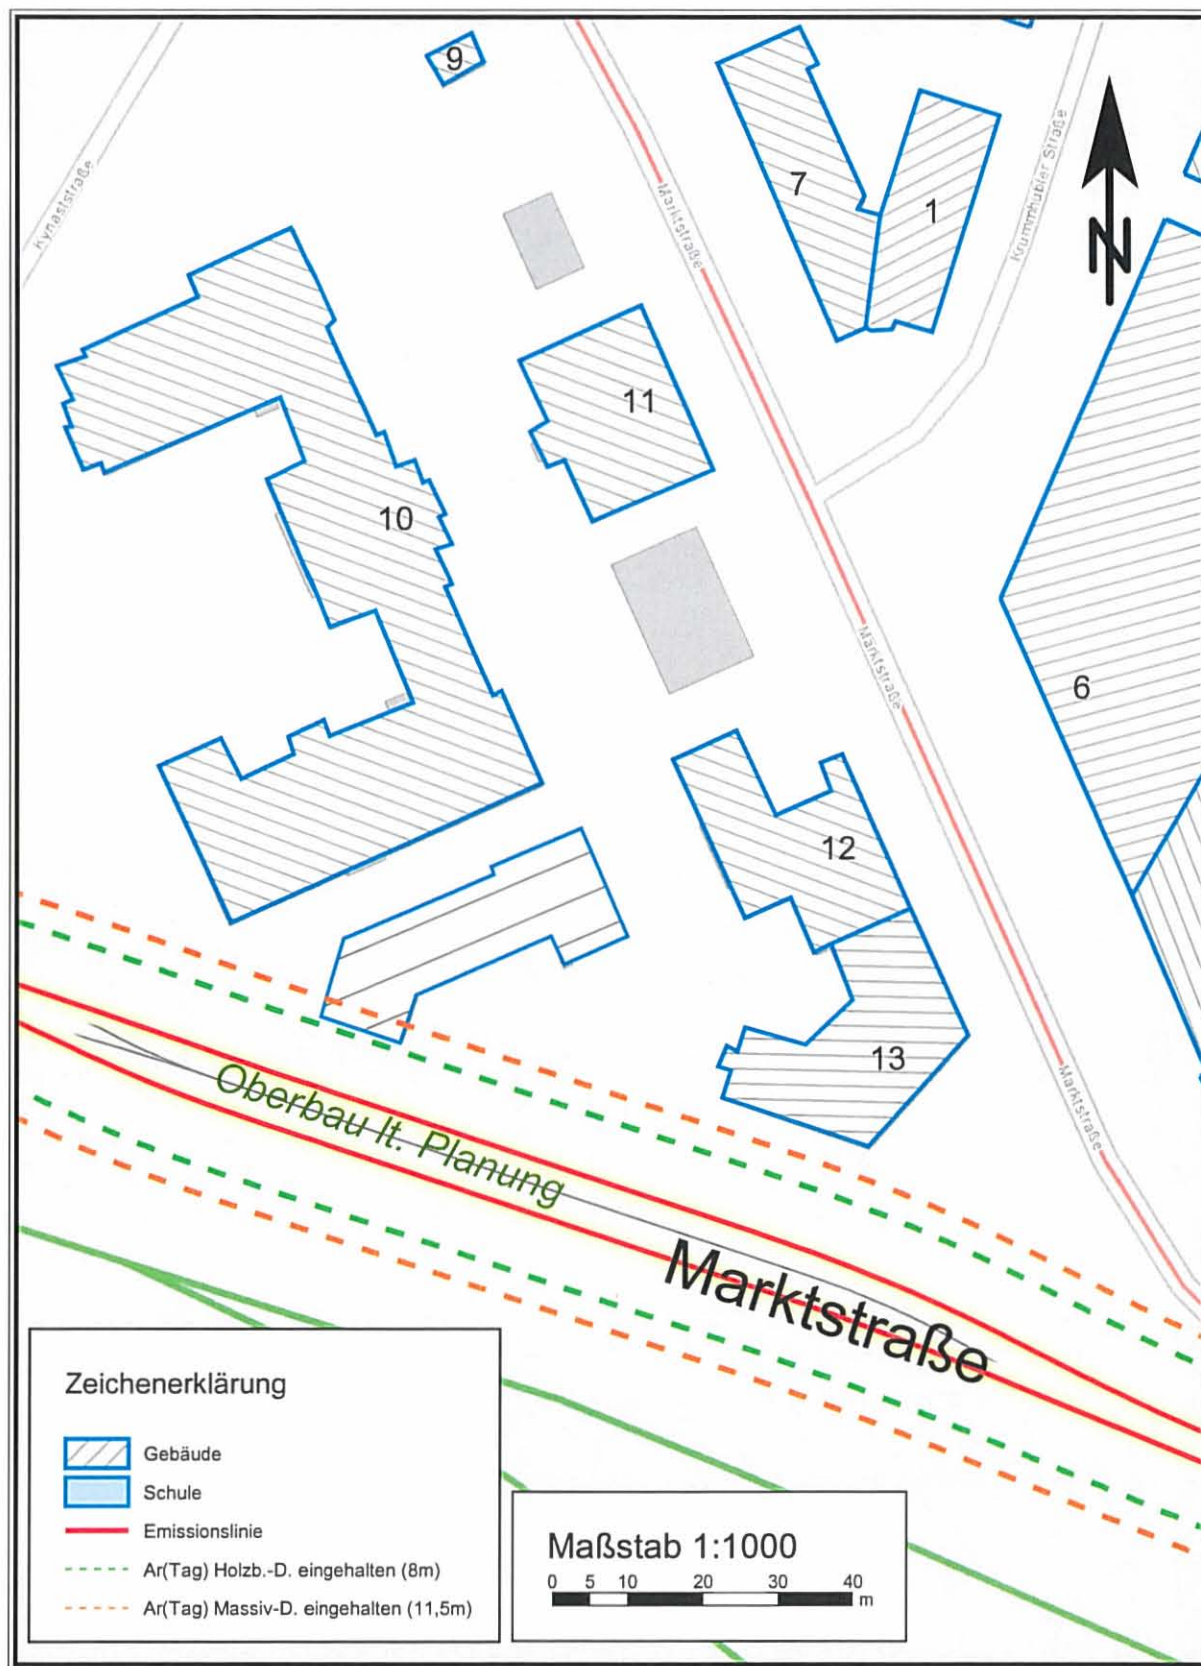 9
Kynaststraße
Marktstraße
7
1
Krummhübler Straße
N
11
10
Marktstraße
6
12
13
Marktstraße
Oberbau lt. Planung
Marktstraße
Zeichenerklärung
Gebäude
Schule
Emissionslinie
Ar(Tag) Holzb.-D. eingehalten (8m)
Ar(Tag) Massiv-D. eingehalten (11,5m)
Maßstab 1:1000
0 5 10 20 30 40
m